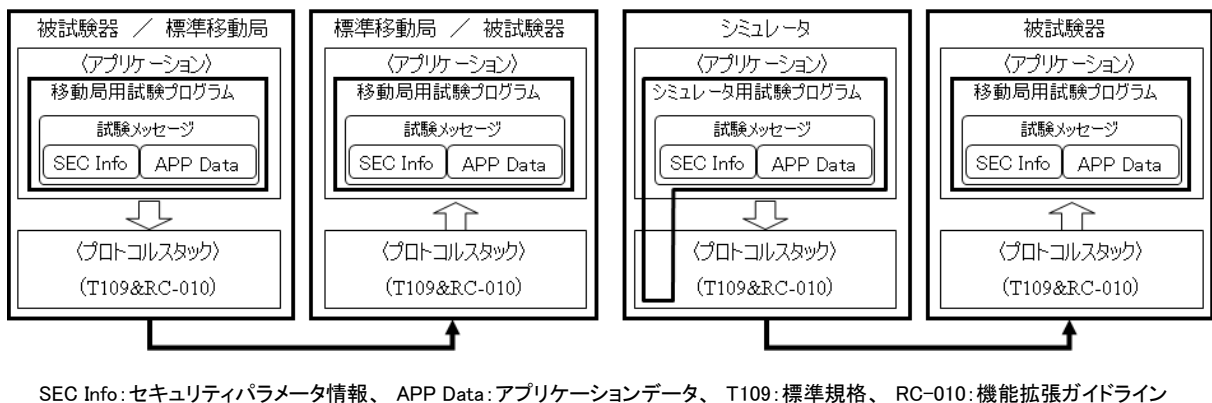 被試験器 ／ 標準移動局
〈アプリケーション〉
移動局用試験プログラム
試験メッセージ
SEC Info
APP Data
〈プロトコルスタック〉
(T109&RC-010)
標準移動局 ／ 被試験器
〈アプリケーション〉
移動局用試験プログラム
試験メッセージ
SEC Info
APP Data
〈プロトコルスタック〉
(T109&RC-010)
シミュレータ
〈アプリケーション〉
シミュレータ用試験プログラム
試験メッセージ
SEC Info
APP Data
〈プロトコルスタック〉
(T109&RC-010)
被試験器
〈アプリケーション〉
移動局用試験プログラム
試験メッセージ
SEC Info
APP Data
〈プロトコルスタック〉
(T109&RC-010)
SEC Info：セキュリティパラメータ情報、 APP Data：アプリケーションデータ、 T109：標準規格、 RC-010：機能拡張ガイドライン